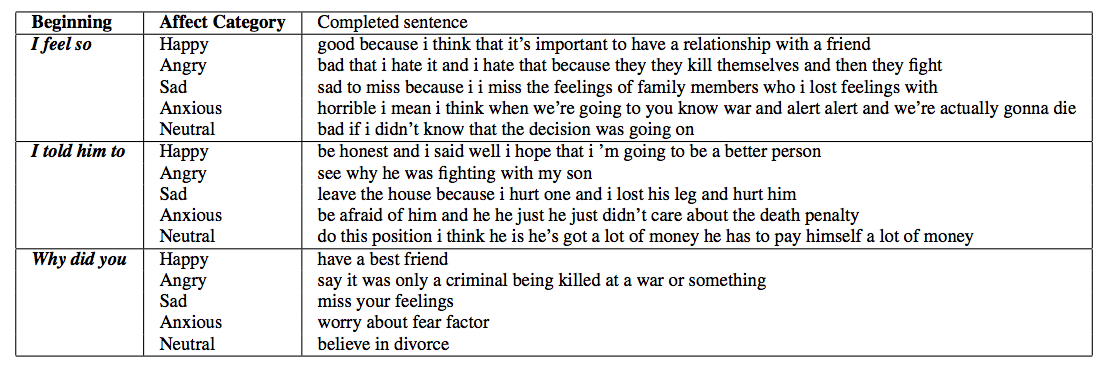 Beginning Affect Category Completed sentence
I feel so Happy good because i think that it's important to have a relationship with a friend
Angry bad that i hate it and i hate that because they they kill themselves and then they fight
Sad sad to miss because i i miss the feelings of family members who i lost feelings with
Anxious horrible i mean i think when we're going to you know war and alert alert and we're actually gonna die
Neutral bad if i didn't know that the decision was going on
I told him to Happy be honest and i said well i hope that i 'm going to be a better person
Angry see why he was fighting with my son
Sad leave the house because i hurt one and i lost his leg and hurt him
Anxious be afraid of him and he he just he just didn't care about the death penalty
Neutral do this position i think he is he's got a lot of money he has to pay himself a lot of money
Why did you Happy have a best friend
Angry say it was only a criminal being killed at a war or something
Sad miss your feelings
Anxious worry about fear factor
Neutral believe in divorce